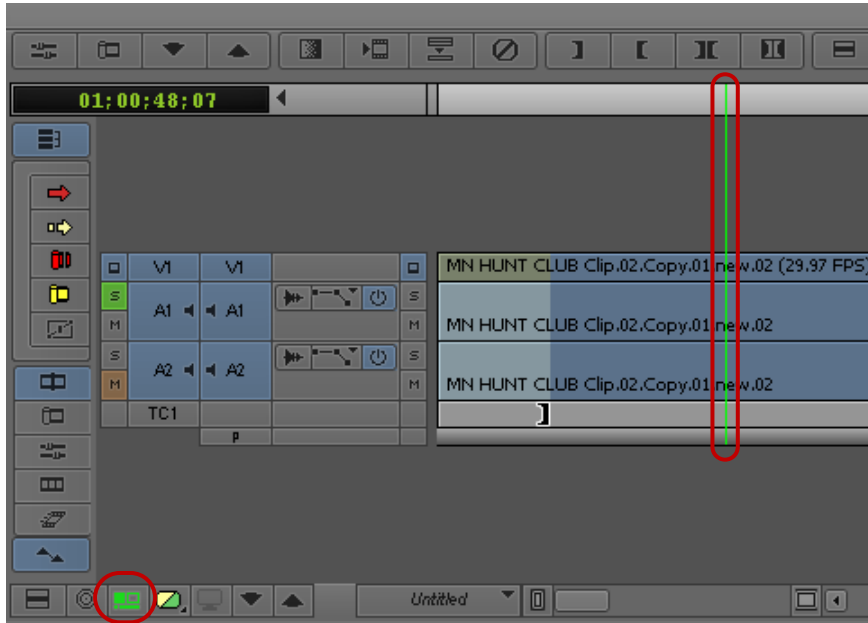 01;00;48;07
V1 V1 MN HUNT CLUB Clip.02.Copy.01.new.02 (29.97 FPS)
S S
A1 A1
M M MN HUNT CLUB Clip.02.Copy.01.new.02
S S
A2 A2
M M MN HUNT CLUB Clip.02.Copy.01.new.02
TC1
P
Untitled